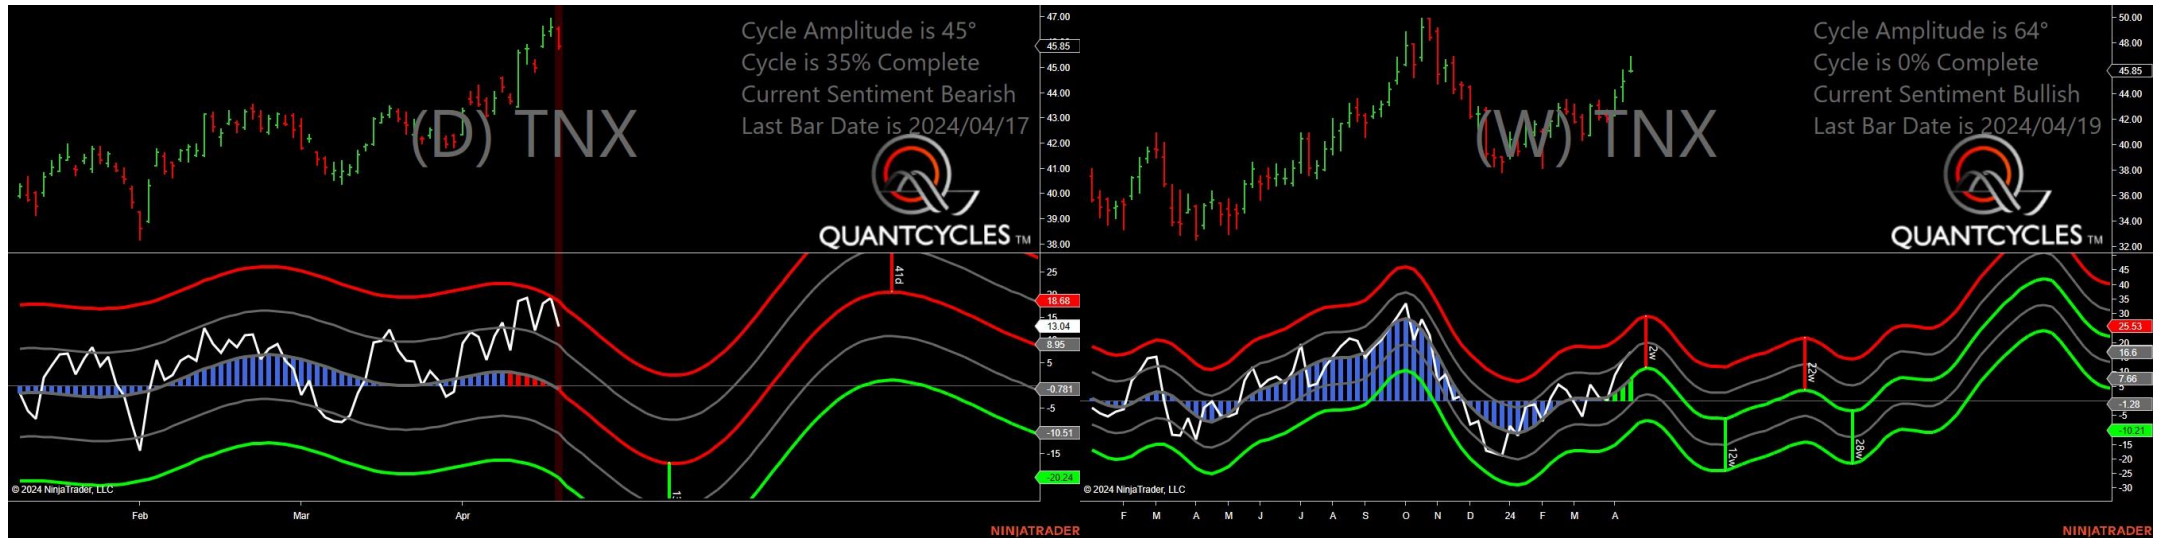 Cycle Amplitude is 45°
Cycle is 35% Complete
Current Sentiment Bearish
Last Bar Date is 2024/04/17
(D) TNX
QUANTCYCLES TM
47.00
45.85
45.00
44.00
43.00
42.00
41.00
40.00
39.00
38.00
41d
25
18.68
15
13.04
8.95
5
-0.781
-5
-10.51
-15
-20.24
© 2024 NinjaTrader, LLC
Feb Mar Apr
NINJATRADER
Cycle Amplitude is 64°
Cycle is 0% Complete
Current Sentiment Bullish
Last Bar Date is 2024/04/19
(W) TNX
QUANTCYCLES TM
50.00
48.00
45.85
44.00
42.00
40.00
38.00
36.00
34.00
32.00
2w
22w
12w
28w
45
40
35
30
25.53
20
16.6
7.66
5
-1.28
-5
-10.21
-15
-20
-25
-30
© 2024 NinjaTrader, LLC
F M A M J J A S O N D 24 F M A
NINJATRADER